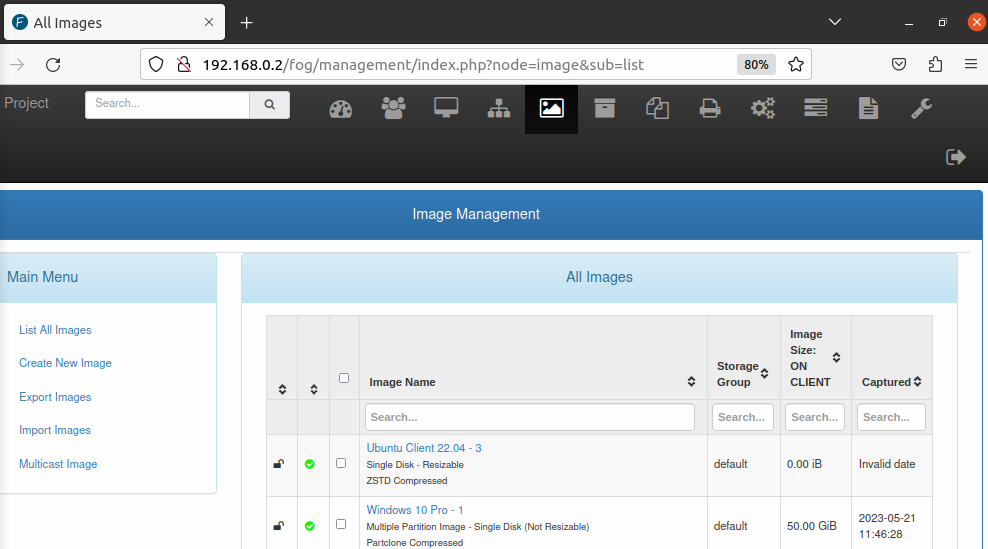 All Images
192.168.0.2/fog/management/index.php?node=image&sub=list
80%
Project
Search...
Image Management
Main Menu
List All Images
Create New Image
Export Images
Import Images
Multicast Image
All Images
Image Name
Storage
Group
Image
Size:
ON
CLIENT
Captured
Search...
Search...
Search...
Search...
Ubuntu Client 22.04 - 3
Single Disk - Resizable
ZSTD Compressed
default
0.00 iB
Invalid date
Windows 10 Pro - 1
Multiple Partition Image - Single Disk (Not Resizable)
Partclone Compressed
default
50.00 GiB
2023-05-21
11:46:28